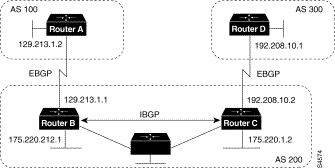 AS 100
Router A
129.213.1.2
AS 300
Router D
192.208.10.1
EBGP
EBGP
129.213.1.1
192.208.10.2
IBGP
Router B
Router C
175.220.212.1
175.220.1.2
AS 200